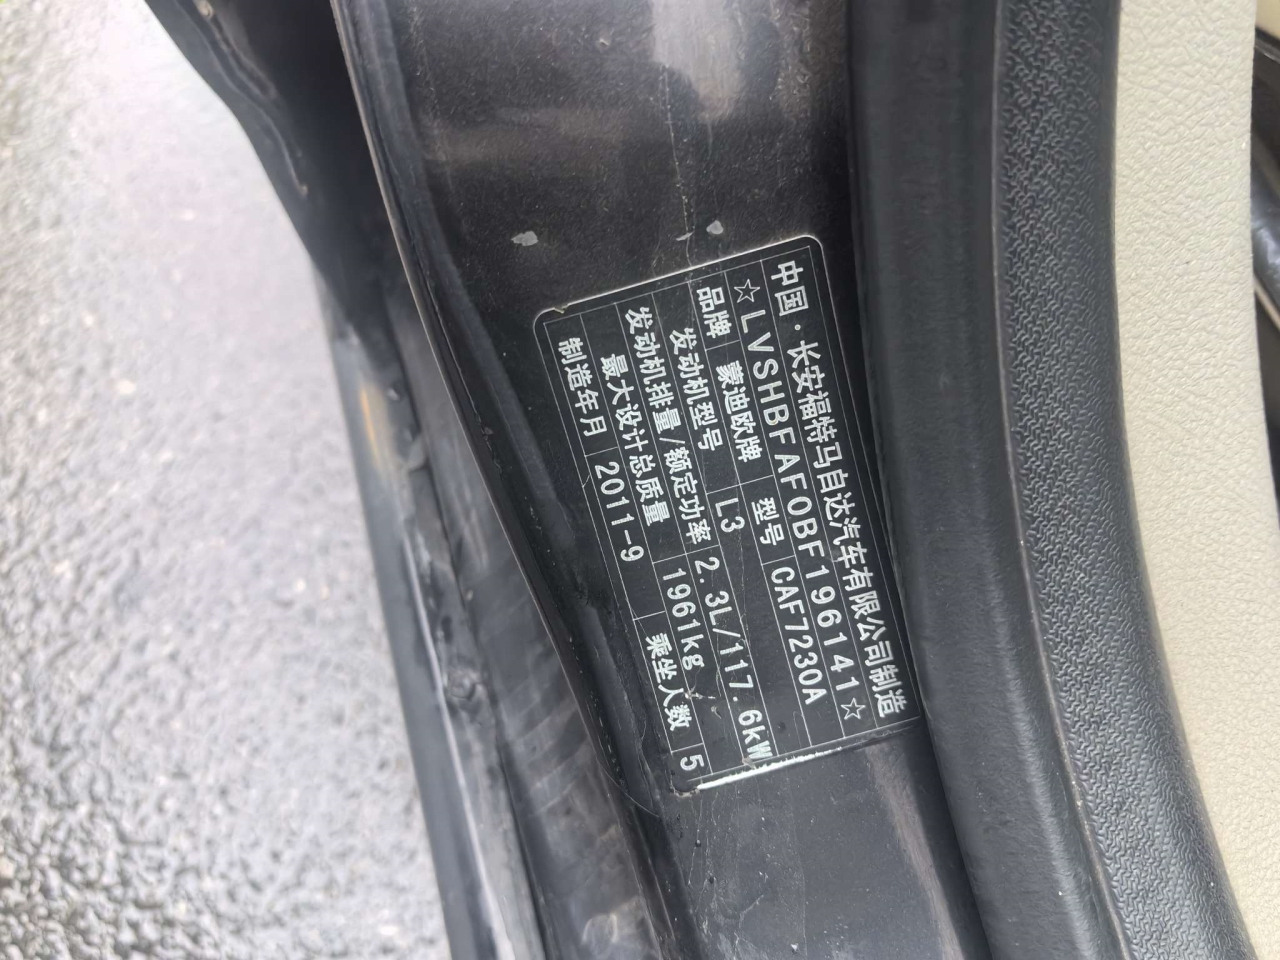 中国·长安福特马自达汽车有限公司制造
☆LVSHBFAF0BF196141☆
品牌 蒙迪欧牌 型号 CAF7230A
发动机型号 L3
发动机排量/额定功率 2.3L/117.6kW
最大设计总质量 1961kg
制造年月 2011-9 乘坐人数 5